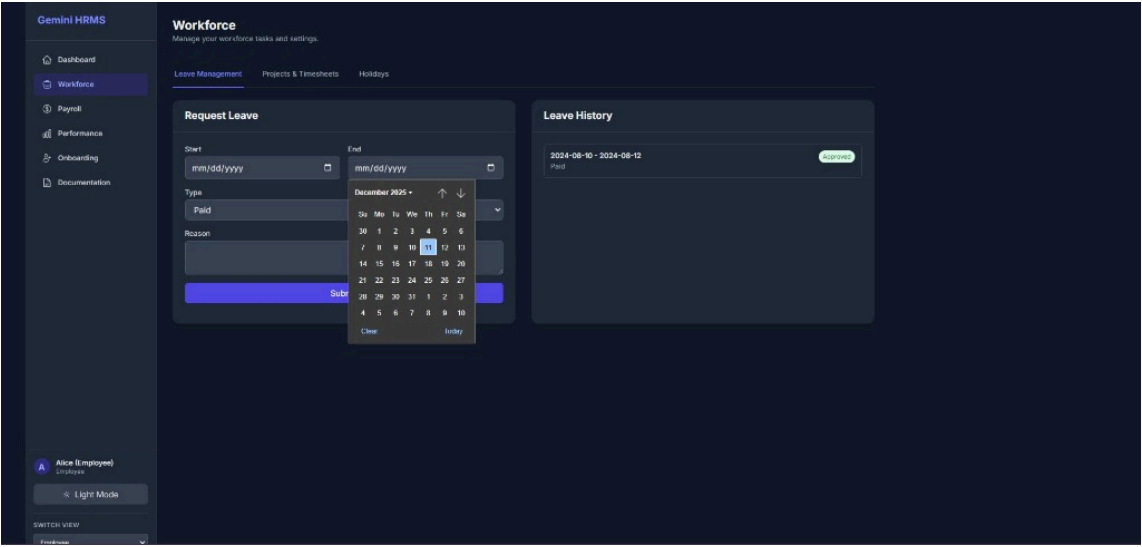 Gemini HRMS
Dashboard
Workforce
Payroll
Performance
Onboarding
Documentation
A
Alice (Employee)
Employee
Light Mode
SWITCH VIEW
Employee
Workforce
Manage your workforce tasks and settings.
Leave Management Projects & Timesheets Holidays
Request Leave
Start End
mm/dd/yyyy mm/dd/yyyy
Type
Paid
Reason
Subm
December 2025
Su Mo Tu We Th Fr Sa
30 1 2 3 4 5 6
7 8 9 10 11 12 13
14 15 16 17 18 19 20
21 22 23 24 25 26 27
28 29 30 31 1 2 3
4 5 6 7 8 9 10
Clear Today
Leave History
2024-08-10 - 2024-08-12 Approved
Paid